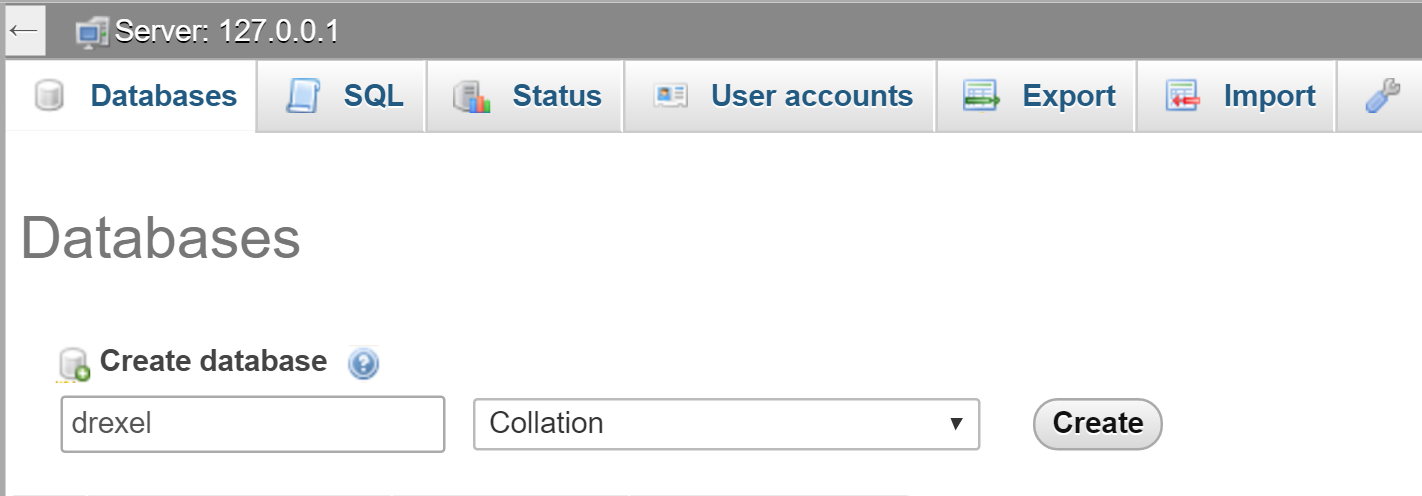 ← Server: 127.0.0.1
Databases SQL Status User accounts Export Import
Databases
Create database
drexel Collation ▼ Create